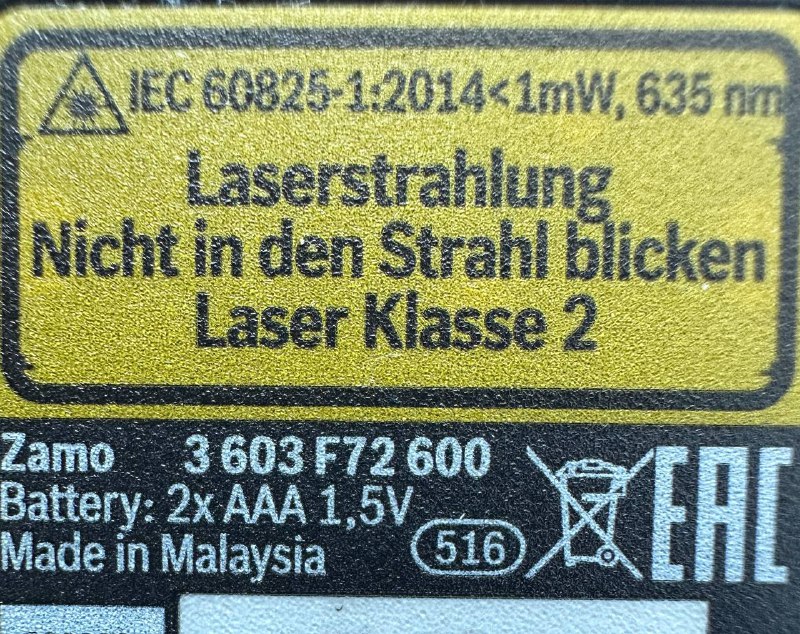 IEC 60825-1:2014<1mW, 635 nm
Laserstrahlung
Nicht in den Strahl blicken
Laser Klasse 2
Zamo 3 603 F72 600
Battery: 2x AAA 1,5V
Made in Malaysia
516
EAC